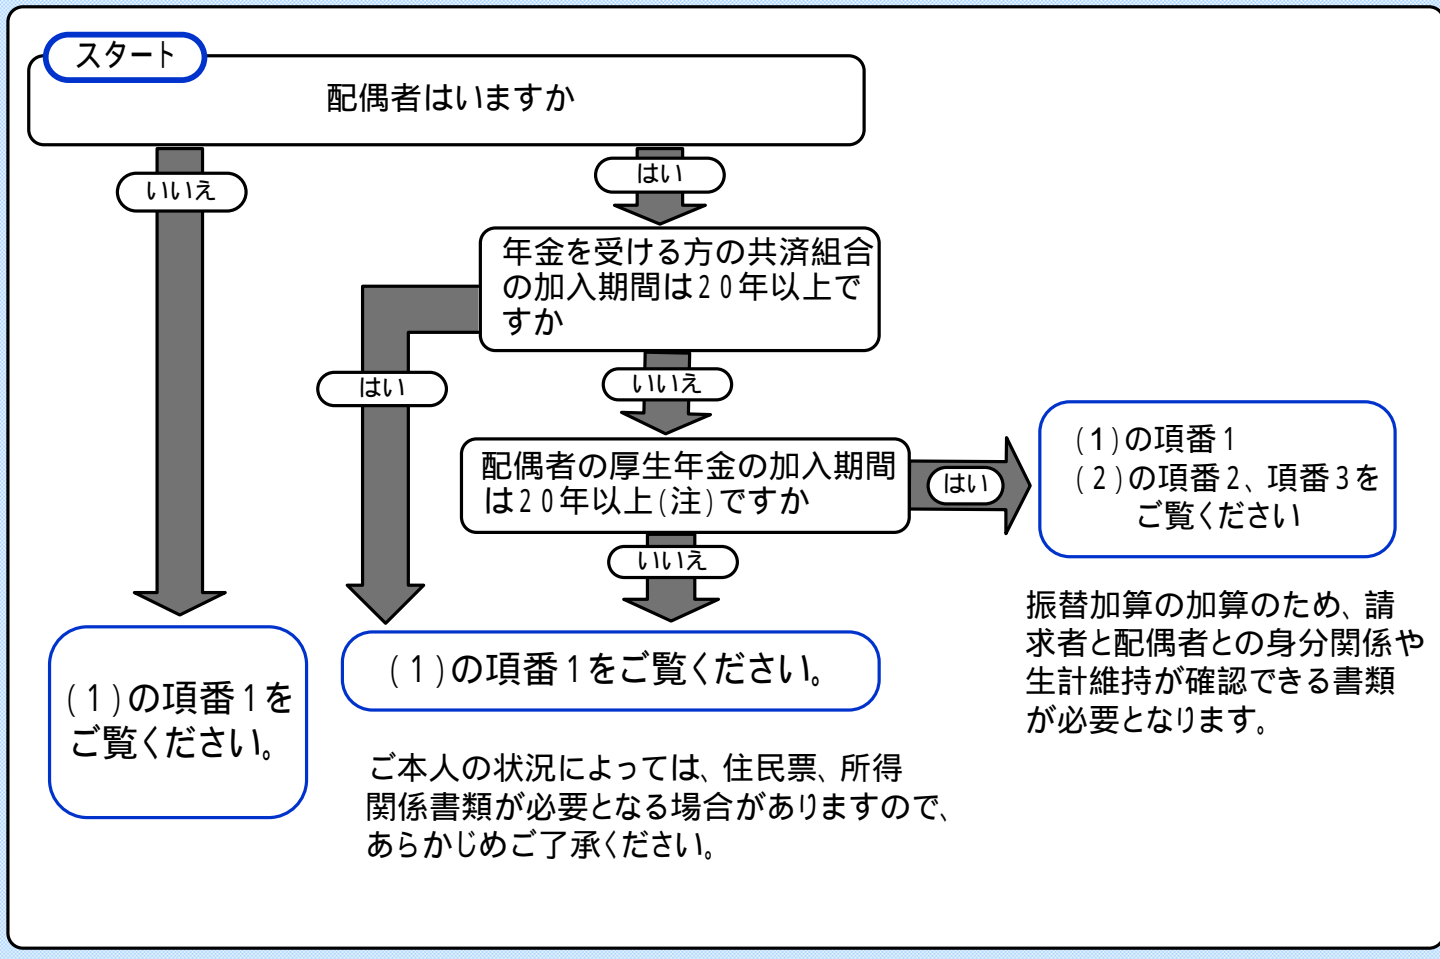 スタート
配偶者はいますか
いいえ
はい
年金を受ける方の共済組合
の加入期間は20年以上で
すか
はい
いいえ
配偶者の厚生年金の加入期間
は20年以上(注)ですか
はい
いいえ
(1)の項番1
(2)の項番2、項番3を
ご覧ください
振替加算の加算のため、請
求者と配偶者との身分関係や
生計維持が確認できる書類
が必要となります。
(1)の項番1を
ご覧ください。
(1)の項番1をご覧ください。
ご本人の状況によっては、住民票、所得
関係書類が必要となる場合がありますので、
あらかじめご了承ください。